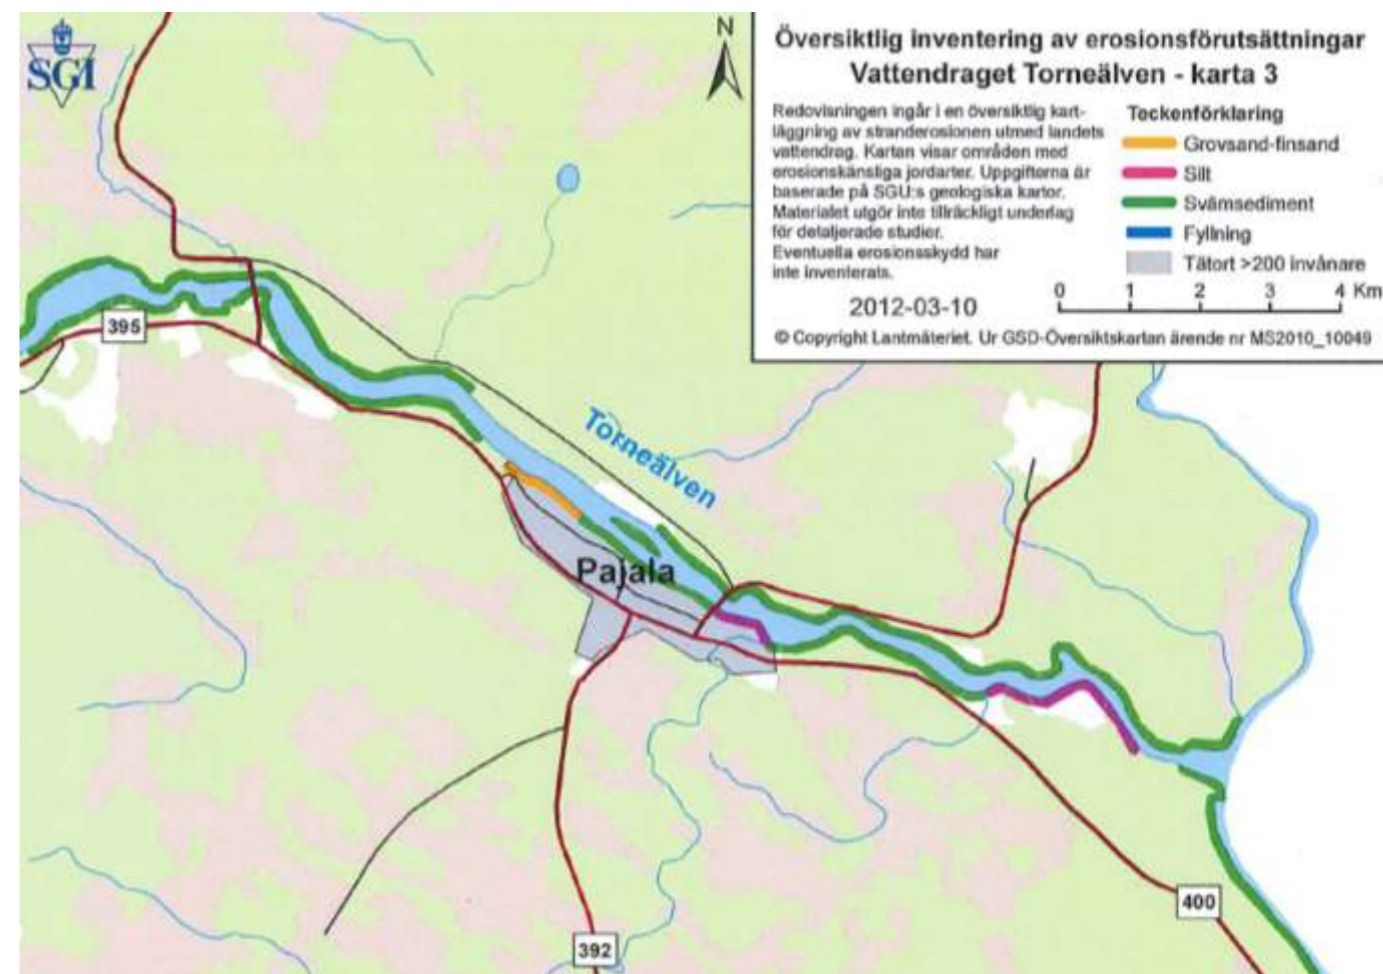 SGI
N
Översiktlig inventering av erosionsförutsättningar
Vattendraget Torneälven - karta 3
Redovisningen ingår i en översiktlig kart-
läggning av stranderosionen utmed landets
vattendrag. Kartan visar områden med
erosionskänsliga jordarter. Uppgifterna är
baserade på SGU:s geologiska kartor.
Materialet utgör inte tillräckligt underlag
för detaljerade studier.
Eventuella erosionsskydd har
inte inventerats.
2012-03-10
Teckenförklaring
Grovsand-finsand
Silt
Svämsediment
Fyllning
Tätort >200 invånare
0 1 2 3 4 Km
© Copyright Lantmäteriet. Ur GSD-Översiktskartan ärende nr MS2010_10049
395
Torneälven
Pajala
400
392